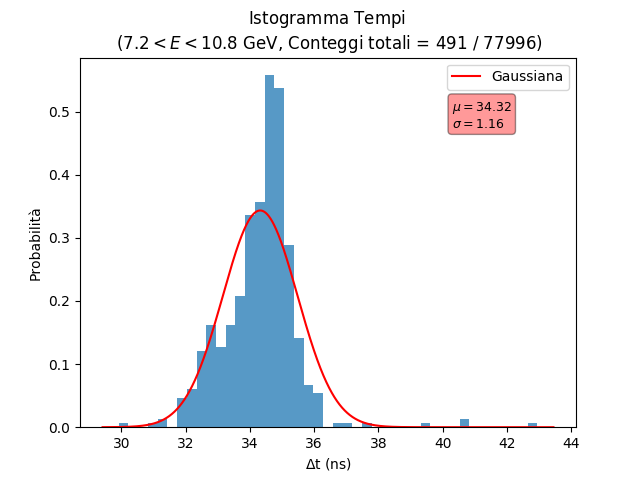 Istogramma Tempi
(7.2 < E < 10.8 GeV, Conteggi totali = 491 / 77996)
Gaussiana
μ = 34.32
σ = 1.16
Probabilità
0.5
0.4
0.3
0.2
0.1
0.0
30 32 34 36 38 40 42 44
Δt (ns)